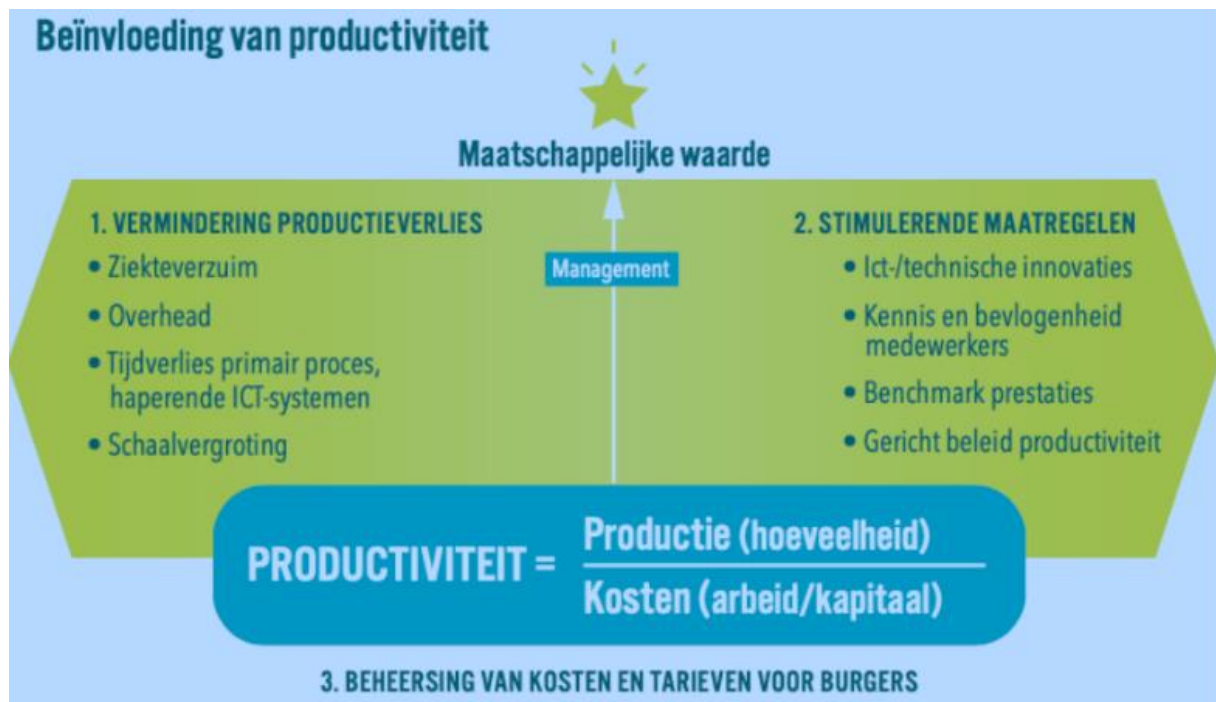 Beïnvloeding van productiviteit
Maatschappelijke waarde
1. VERMINDERING PRODUCTIEVERLIES
• Ziekteverzuim
• Overhead
• Tijdverlies primair proces,
haperende ICT-systemen
• Schaalvergroting
Management
2. STIMULERENDE MAATREGELEN
• Ict-/technische innovaties
• Kennis en bevlogenheid
medewerkers
• Benchmark prestaties
• Gericht beleid productiviteit
PRODUCTIVITEIT =
Productie (hoeveelheid)
Kosten (arbeid/kapitaal)
3. BEHEERSING VAN KOSTEN EN TARIEVEN VOOR BURGERS